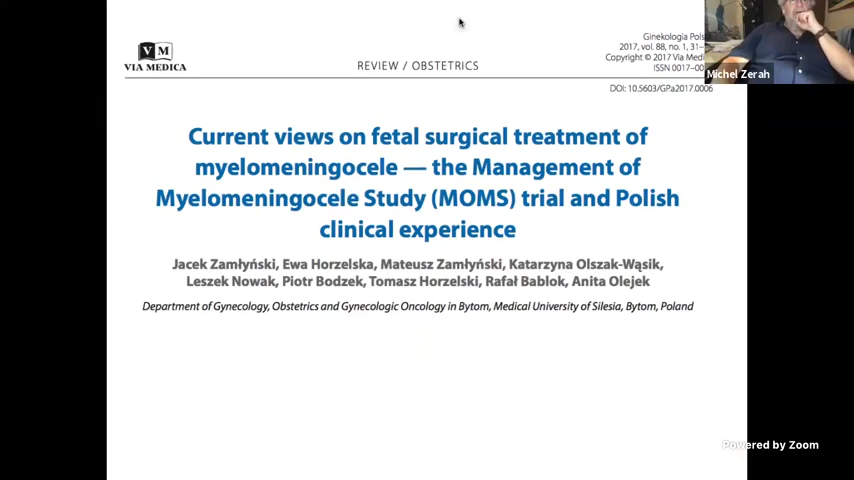 VM
VIA MEDICA
REVIEW / OBSTETRICS
Ginekologia Pols
2017, vol. 88, no. 1, 31–
Copyright © 2017 Via Medi
ISSN 0017–00
DOI: 10.5603/GP.a2017.0006
Michel Zerah
Current views on fetal surgical treatment of
myelomeningocele — the Management of
Myelomeningocele Study (MOMS) trial and Polish
clinical experience
Jacek Zamłyński, Ewa Horzelska, Mateusz Zamłyński, Katarzyna Olszak-Wąsik,
Leszek Nowak, Piotr Bodzek, Tomasz Horzelski, Rafał Bablok, Anita Olejek
Department of Gynecology, Obstetrics and Gynecologic Oncology in Bytom, Medical University of Silesia, Bytom, Poland
Powered by Zoom